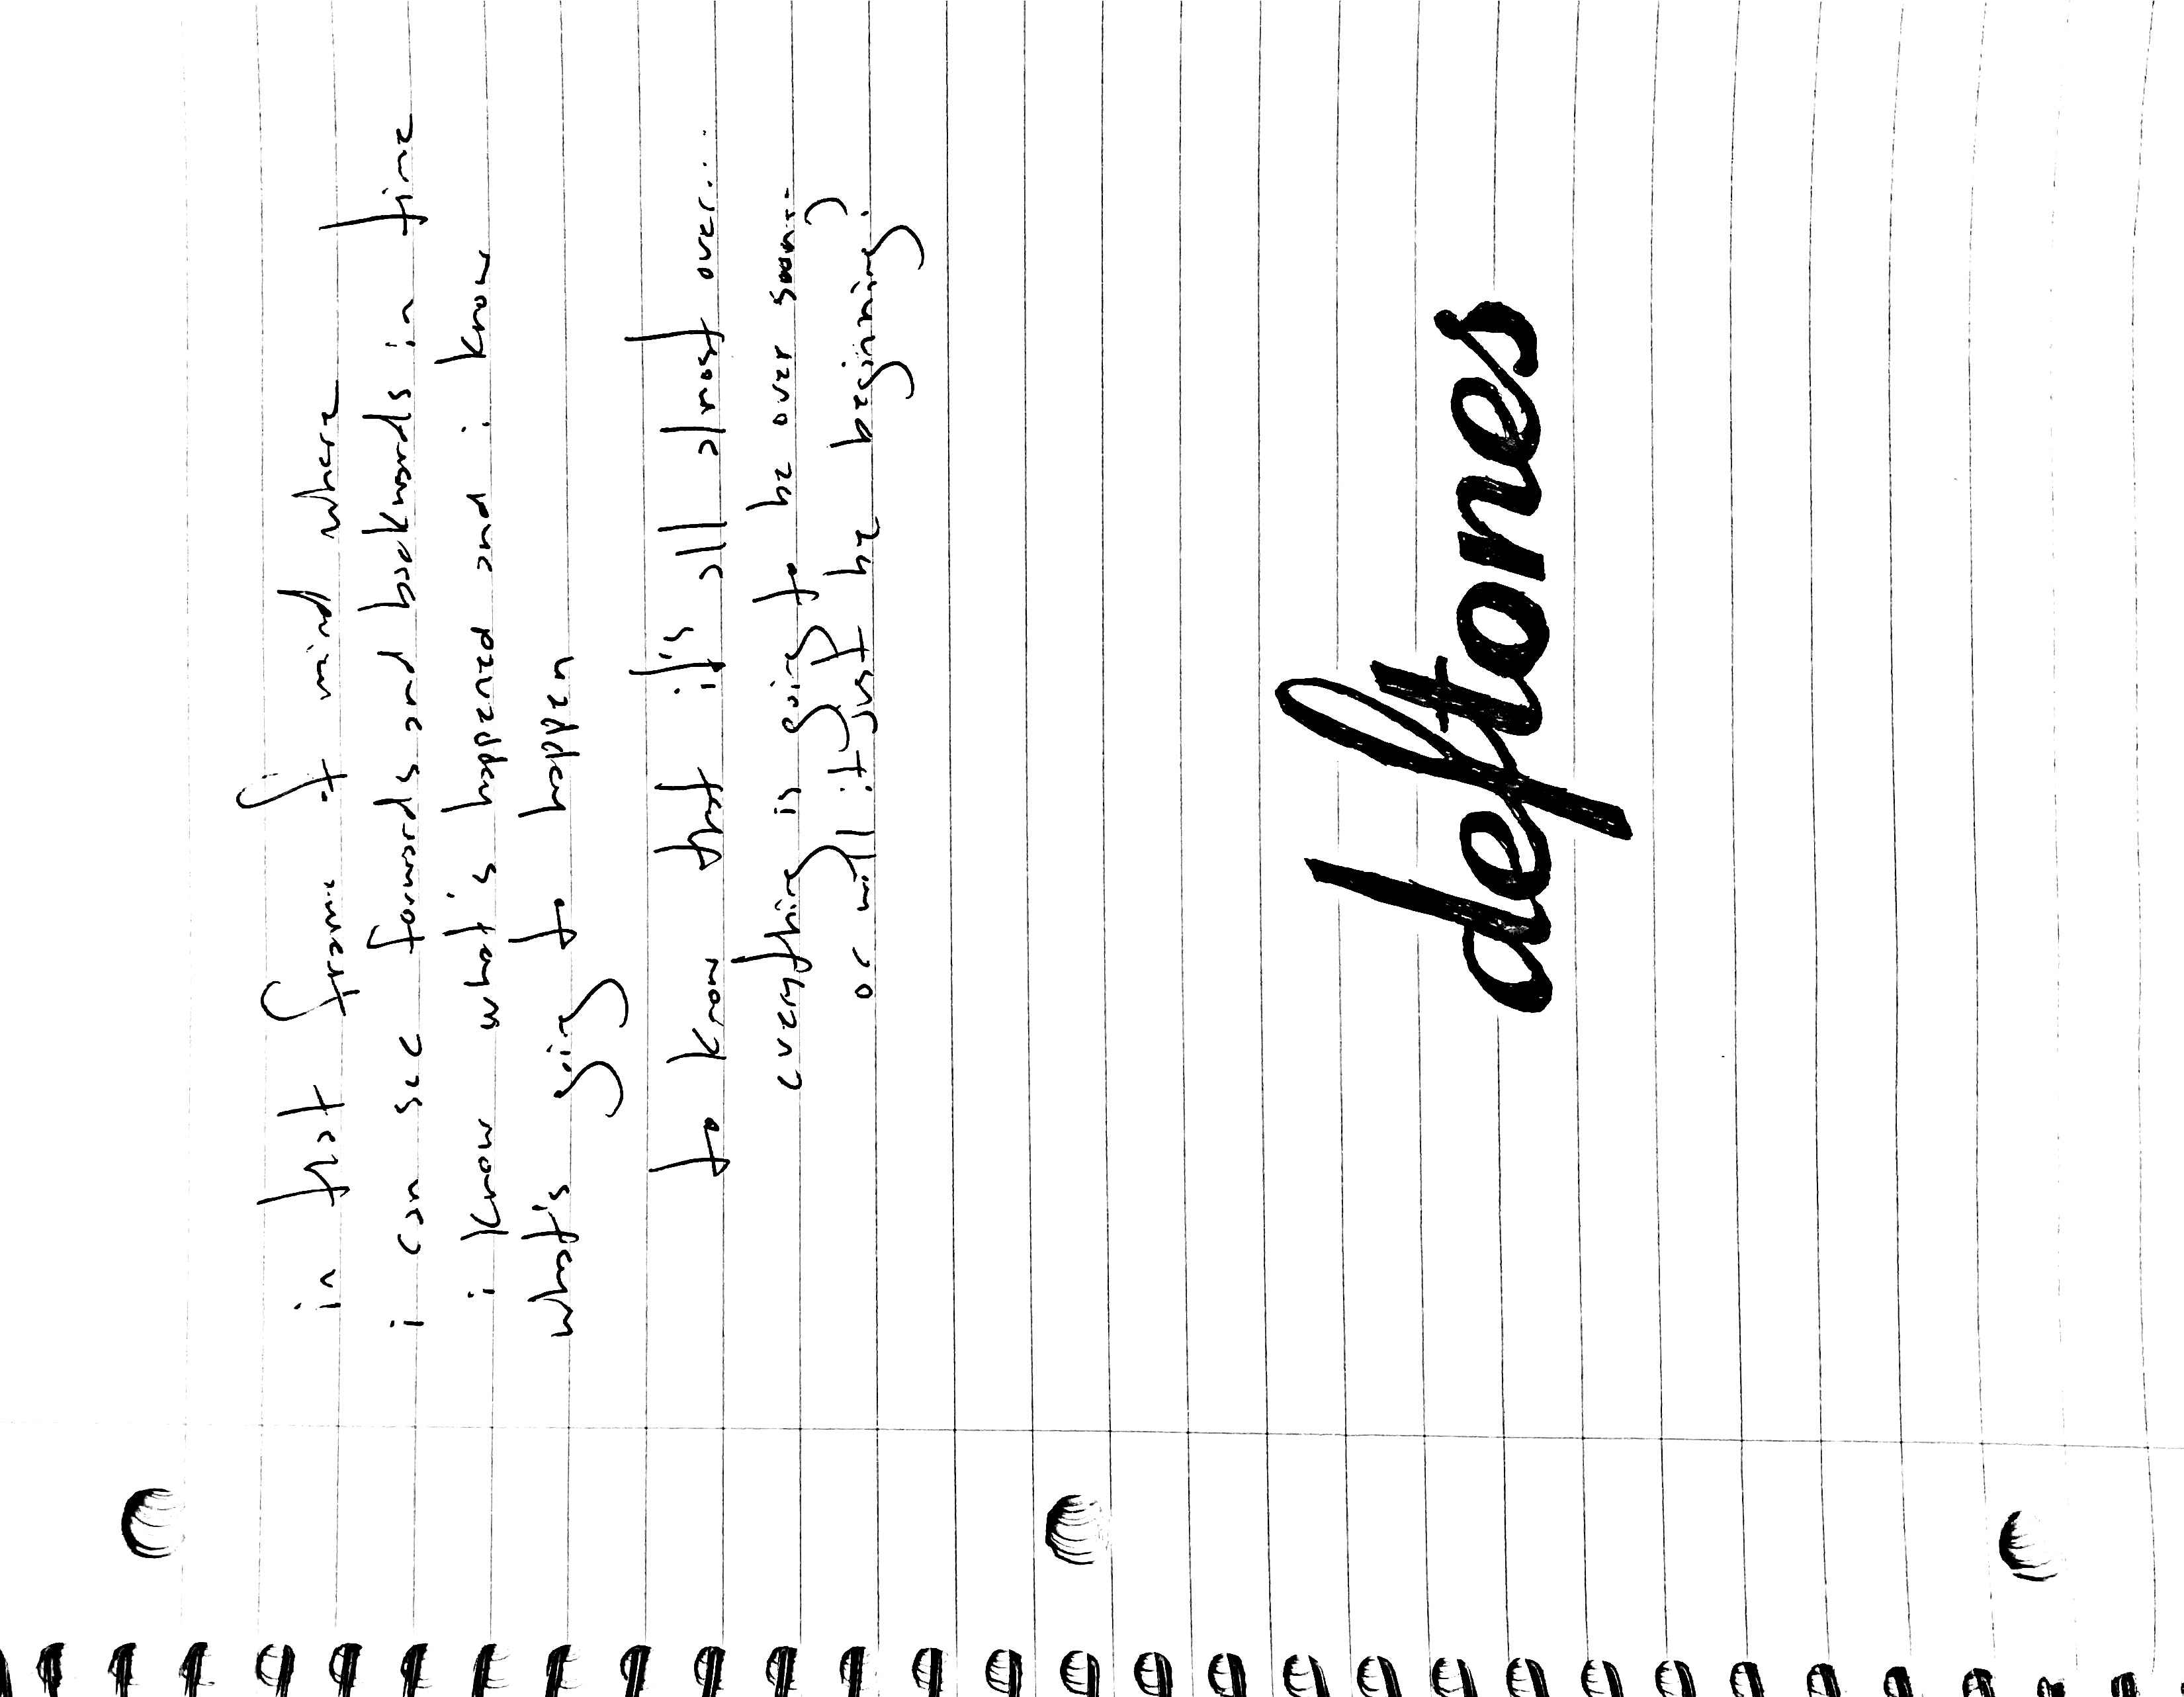 in that frame of mind where
i can see forwards and backwards in time
i know what's happened and i know
what's going to happen
to know that it's all almost over...
everything is going to be over soon...
or will it just be beginning?
deftones